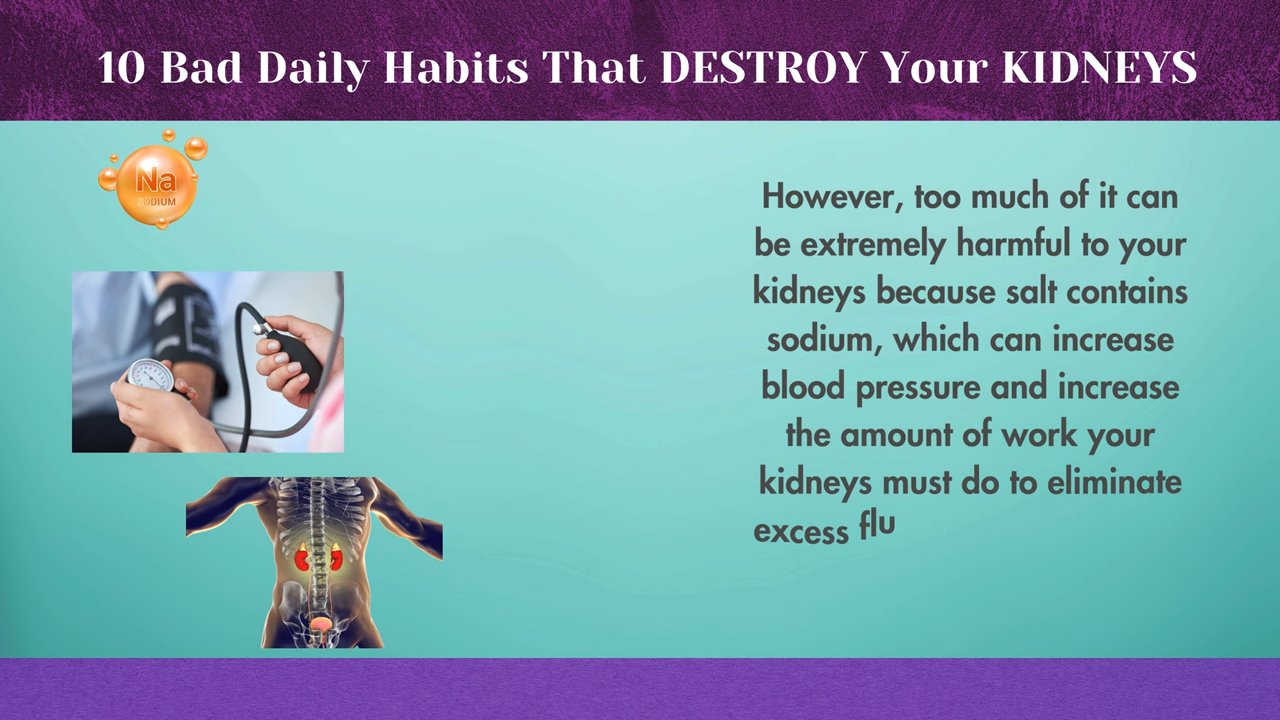 10 Bad Daily Habits That DESTROY Your KIDNEYS
Na
SODIUM
However, too much of it can
be extremely harmful to your
kidneys because salt contains
sodium, which can increase
blood pressure and increase
the amount of work your
kidneys must do to eliminate
excess flu